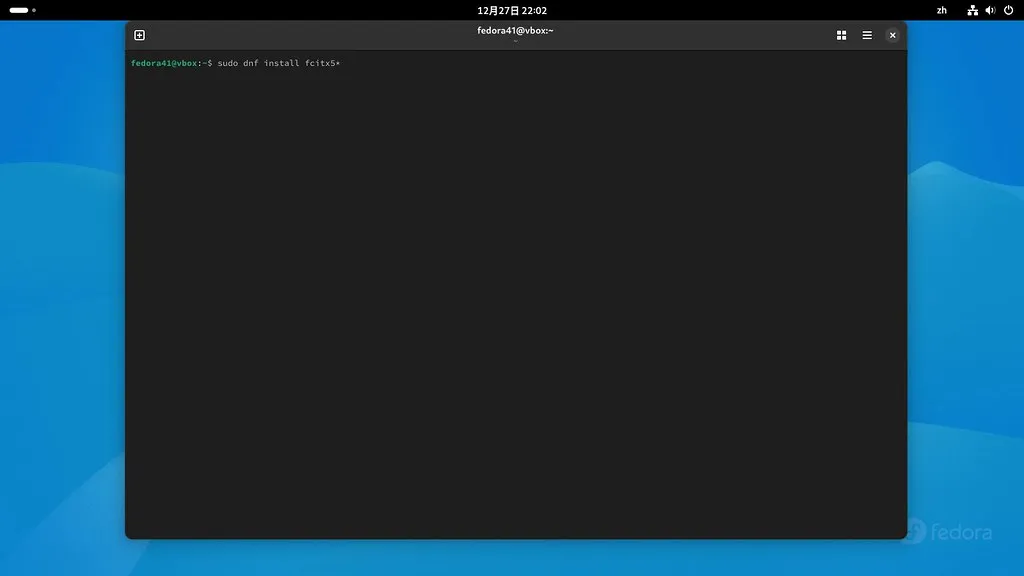 12月27日 22:02
zh
fedora41@vbox:~
~
fedora41@vbox:~$ sudo dnf install fcitx5*
fedora